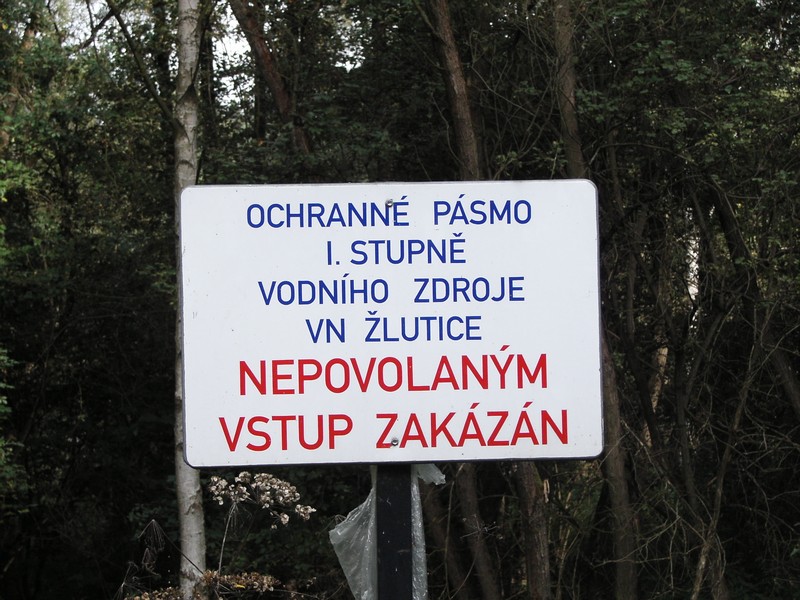 OCHRANNÉ PÁSMO
I. STUPNĚ
VODNÍHO ZDROJE
VN ŽLUTICE
NEPOVOLANÝM
VSTUP ZAKÁZÁN